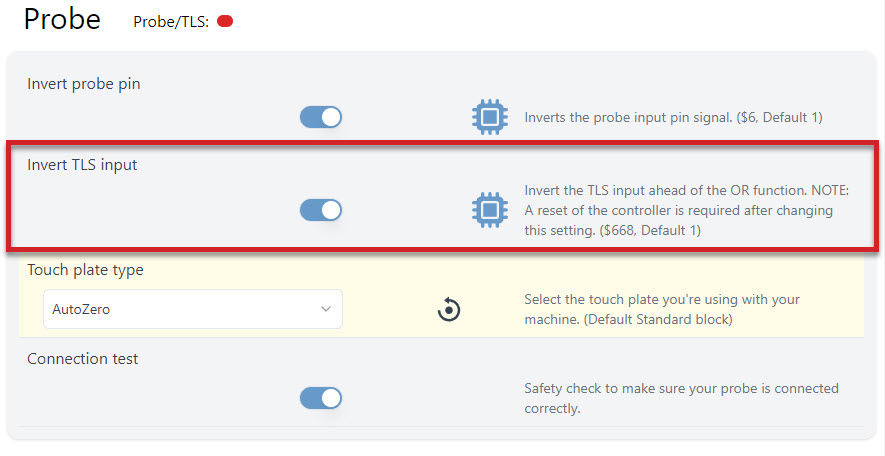 Probe
Probe/TLS:
Invert probe pin
Inverts the probe input pin signal. ($6, Default 1)
Invert TLS input
Invert the TLS input ahead of the OR function. NOTE:
A reset of the controller is required after changing
this setting. ($668, Default 1)
Touch plate type
AutoZero
Select the touch plate you're using with your
machine. (Default Standard block)
Connection test
Safety check to make sure your probe is connected
correctly.